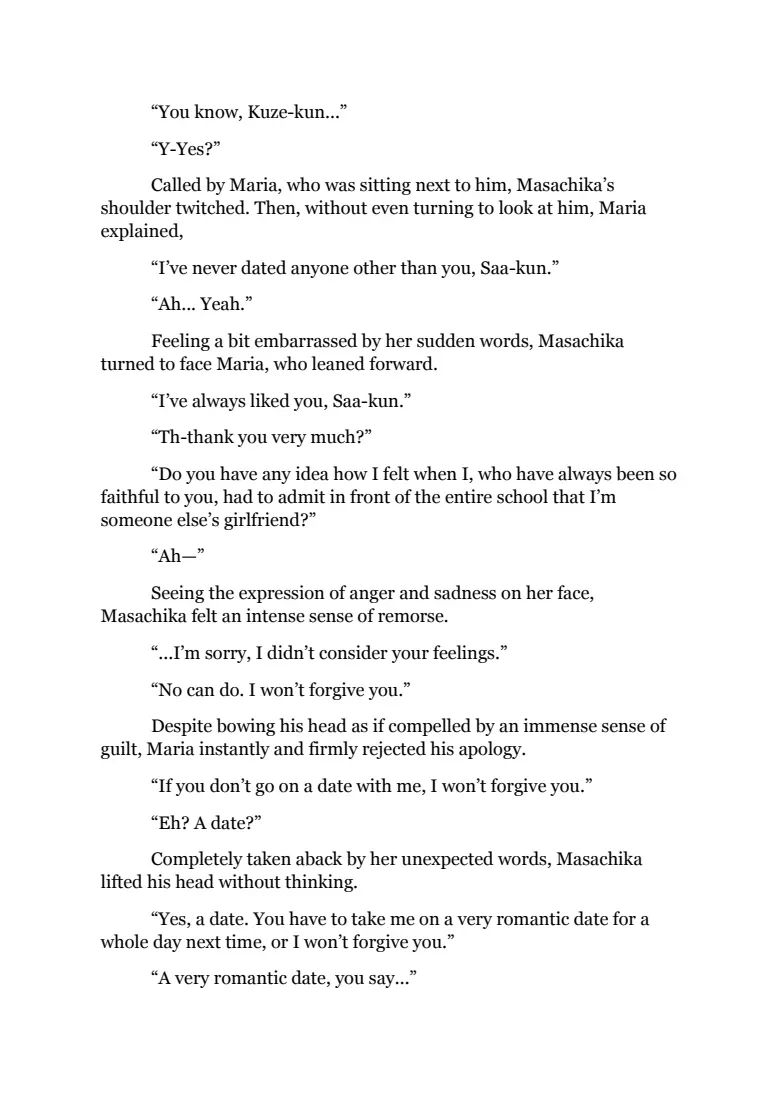 “You know, Kuze-kun...”
“Y-Yes?”
Called by Maria, who was sitting next to him, Masachika’s
shoulder twitched. Then, without even turning to look at him, Maria
explained,
“I’ve never dated anyone other than you, Saa-kun.”
“Ah... Yeah.”
Feeling a bit embarrassed by her sudden words, Masachika
turned to face Maria, who leaned forward.
“I’ve always liked you, Saa-kun.”
“Th-thank you very much?”
“Do you have any idea how I felt when I, who have always been so
faithful to you, had to admit in front of the entire school that I’m
someone else’s girlfriend?”
“Ah—”
Seeing the expression of anger and sadness on her face,
Masachika felt an intense sense of remorse.
“...I’m sorry, I didn’t consider your feelings.”
“No can do. I won’t forgive you.”
Despite bowing his head as if compelled by an immense sense of
guilt, Maria instantly and firmly rejected his apology.
“If you don’t go on a date with me, I won’t forgive you.”
“Eh? A date?”
Completely taken aback by her unexpected words, Masachika
lifted his head without thinking.
“Yes, a date. You have to take me on a very romantic date for a
whole day next time, or I won’t forgive you.”
“A very romantic date, you say...”